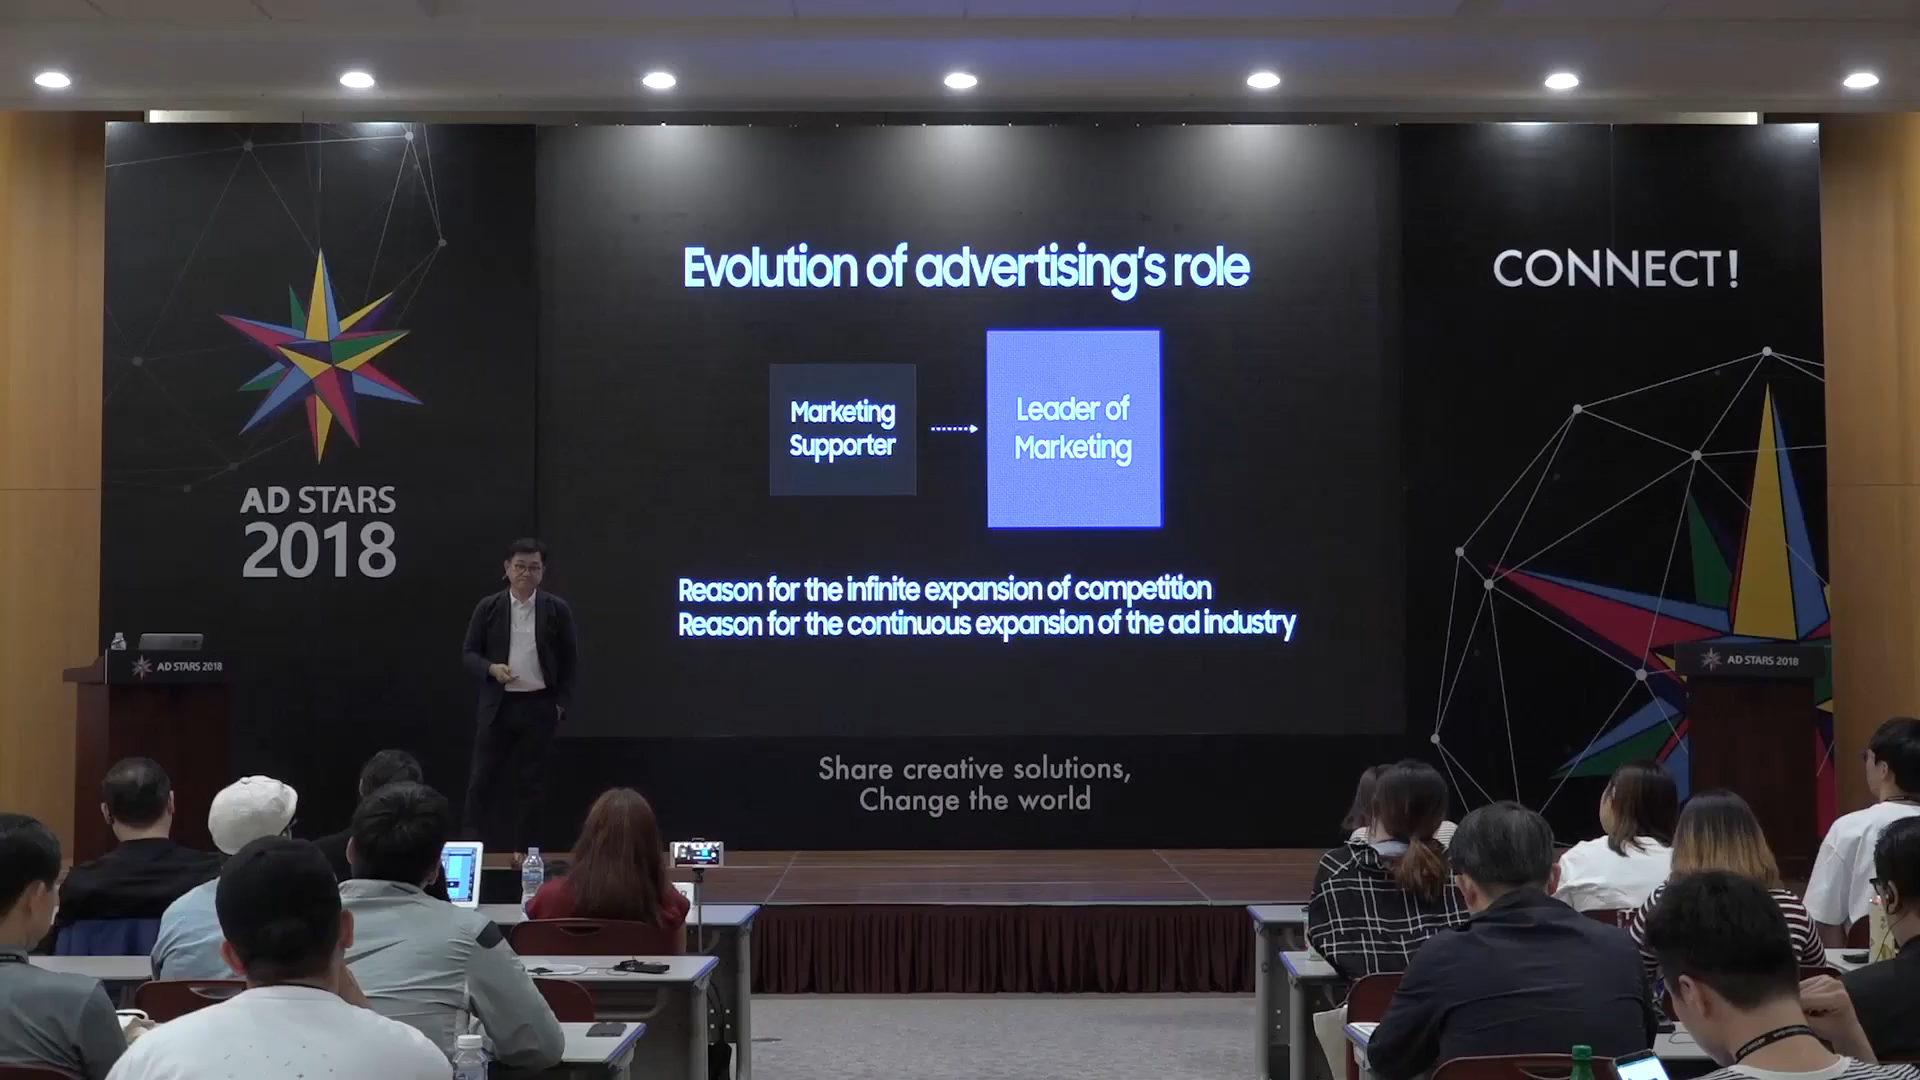 Evolution of advertising's role
Marketing
Supporter
Leader of
Marketing
Reason for the infinite expansion of competition
Reason for the continuous expansion of the ad industry
CONNECT!
AD STARS
2018
Share creative solutions,
Change the world
AD STARS 2018
AD STARS 2018